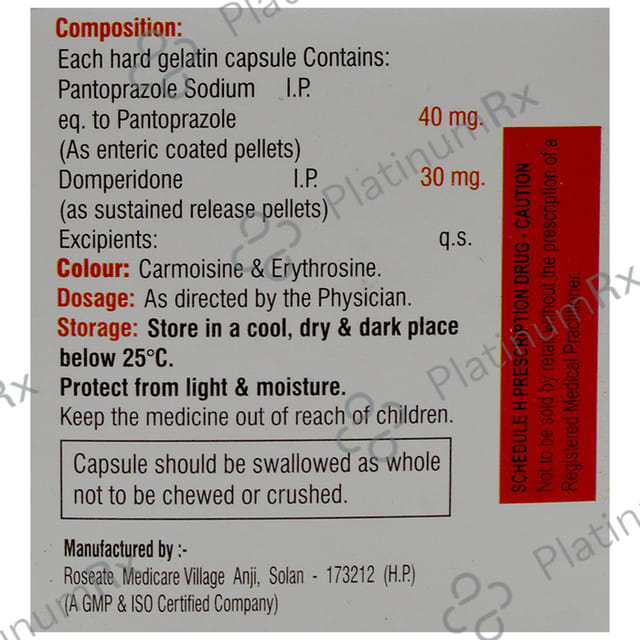 Composition:
Each hard gelatin capsule Contains:
Pantoprazole Sodium I.P.
eq. to Pantoprazole 40 mg.
(As enteric coated pellets)
Domperidone I.P. 30 mg.
(as sustained release pellets)
Excipients: q.s.
Colour: Carmoisine & Erythrosine.
Dosage: As directed by the Physician.
Storage: Store in a cool, dry & dark place
below 25°C.
Protect from light & moisture.
Keep the medicine out of reach of children.
Capsule should be swallowed as whole
not to be chewed or crushed.
Manufactured by :-
Roseate Medicare Village Anji, Solan - 173212 (H.P.)
(A GMP & ISO Certified Company)
SCHEDULE H PRESCRIPTION DRUG - CAUTION
Not to be sold by retail without the prescription of a
Registered Medical Practitioner.
PlatinumRx
PlatinumRx
PlatinumRx